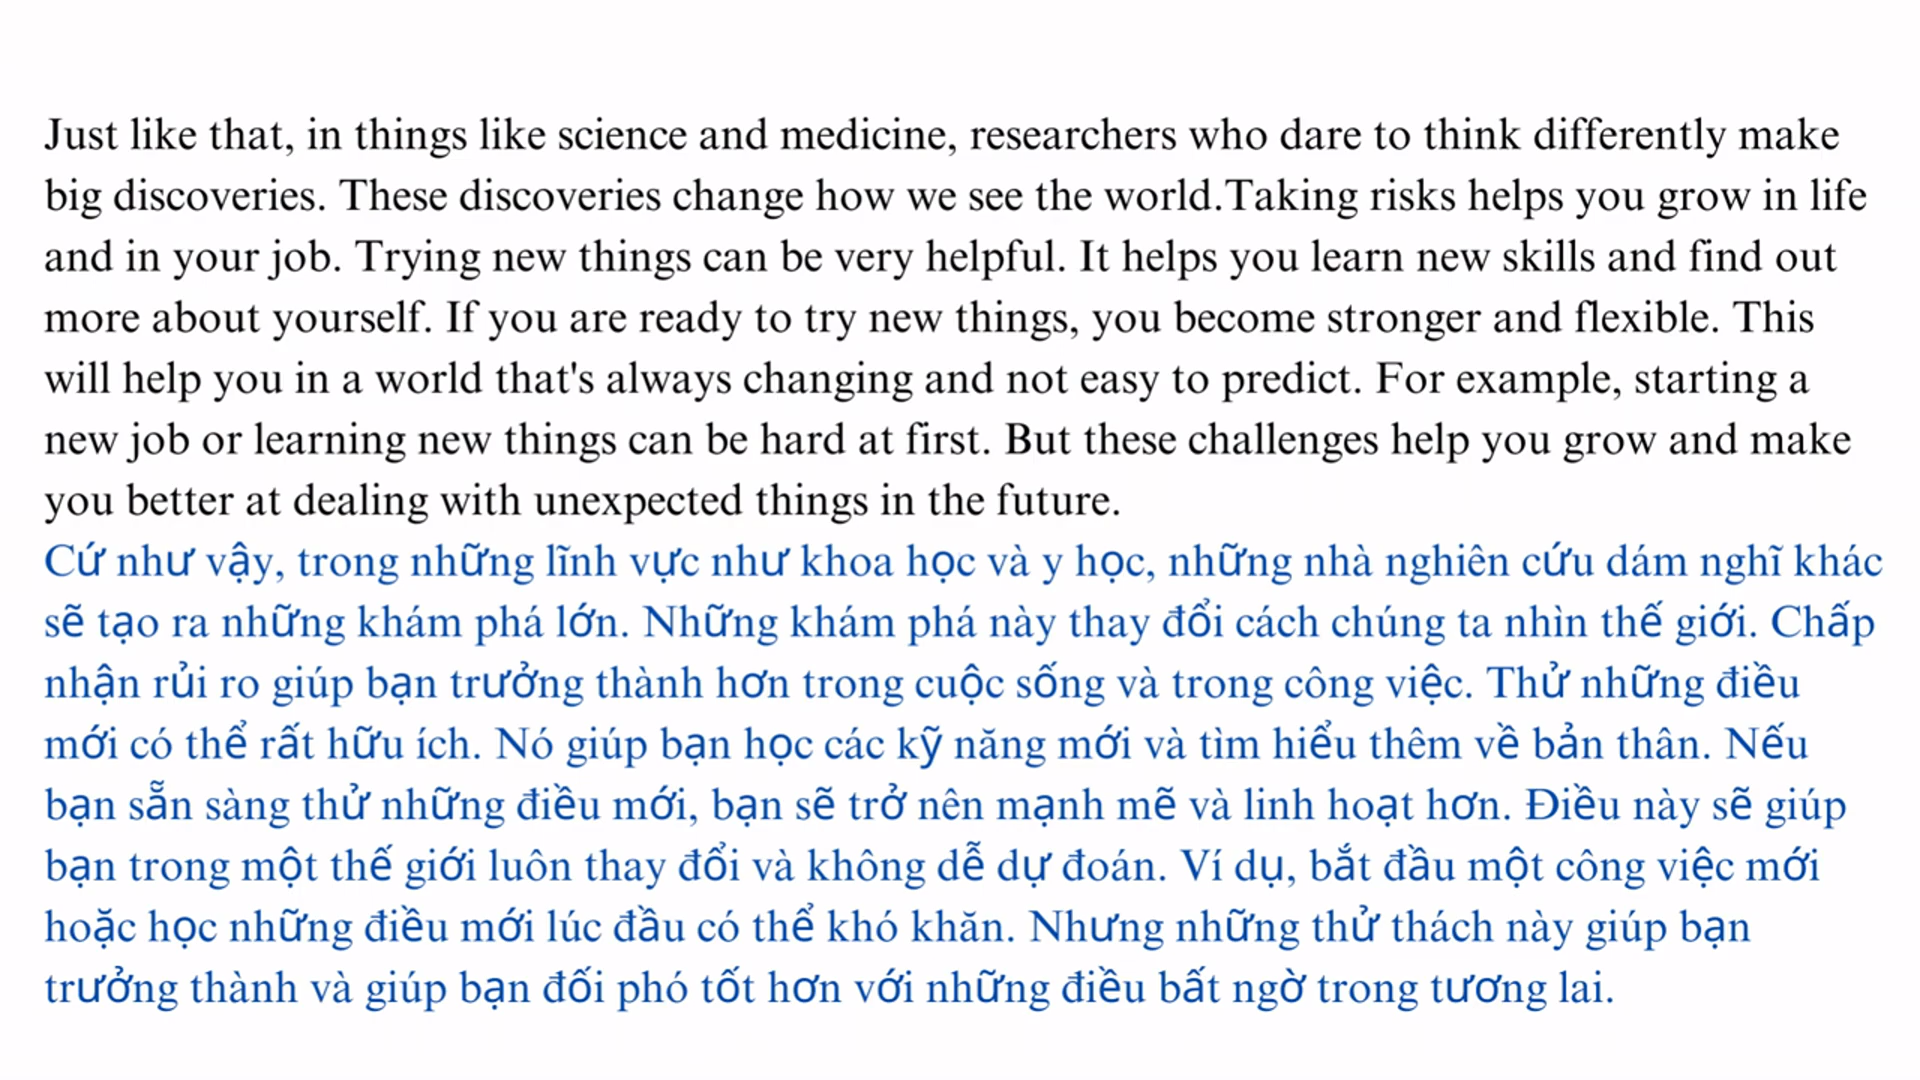 Just like that, in things like science and medicine, researchers who dare to think differently make
big discoveries. These discoveries change how we see the world.Taking risks helps you grow in life
and in your job. Trying new things can be very helpful. It helps you learn new skills and find out
more about yourself. If you are ready to try new things, you become stronger and flexible. This
will help you in a world that's always changing and not easy to predict. For example, starting a
new job or learning new things can be hard at first. But these challenges help you grow and make
you better at dealing with unexpected things in the future.
Cứ như vậy, trong những lĩnh vực như khoa học và y học, những nhà nghiên cứu dám nghĩ khác
sẽ tạo ra những khám phá lớn. Những khám phá này thay đổi cách chúng ta nhìn thế giới. Chấp
nhận rủi ro giúp bạn trưởng thành hơn trong cuộc sống và trong công việc. Thử những điều
mới có thể rất hữu ích. Nó giúp bạn học các kỹ năng mới và tìm hiểu thêm về bản thân. Nếu
bạn sẵn sàng thử những điều mới, bạn sẽ trở nên mạnh mẽ và linh hoạt hơn. Điều này sẽ giúp
bạn trong một thế giới luôn thay đổi và không dễ dự đoán. Ví dụ, bắt đầu một công việc mới
hoặc học những điều mới lúc đầu có thể khó khăn. Nhưng những thử thách này giúp bạn
trưởng thành và giúp bạn đối phó tốt hơn với những điều bất ngờ trong tương lai.